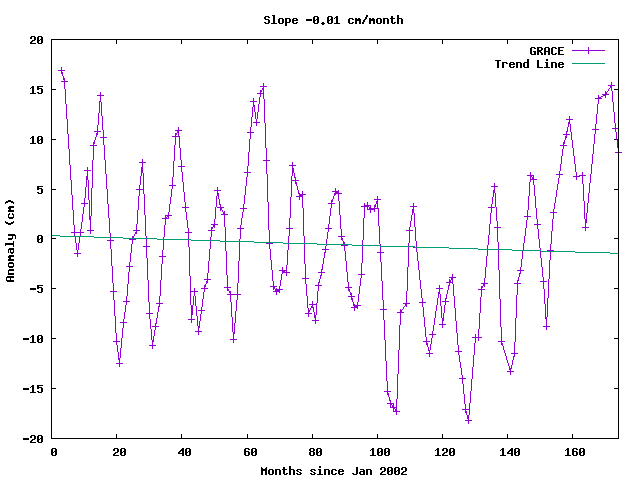 Slope -0.01 cm/month
GRACE
Trend Line
20
15
10
5
0
-5
-10
-15
-20
Anomaly (cm)
0 20 40 60 80 100 120 140 160
Months since Jan 2002